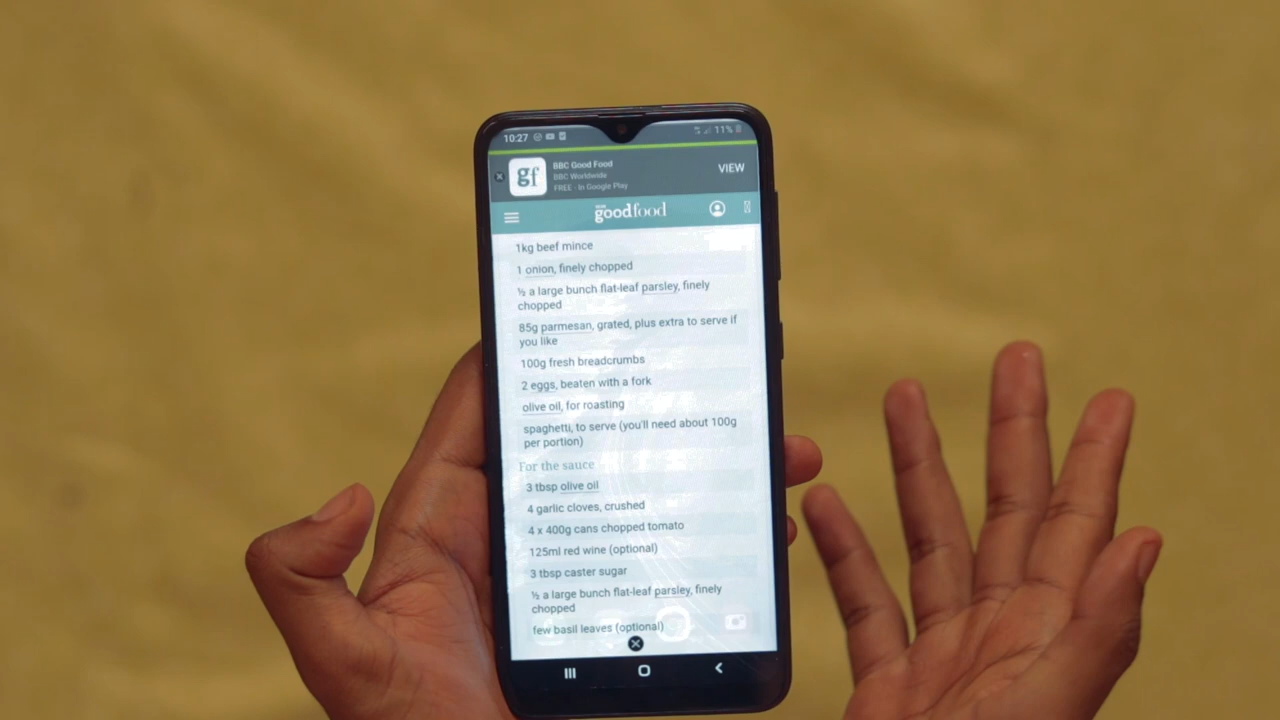 10:27 11%
BBC Good Food
BBC Worldwide
FREE - In Google Play
VIEW
gf
goodfood
1kg beef mince
1 onion, finely chopped
½ a large bunch flat-leaf parsley, finely
chopped
85g parmesan, grated, plus extra to serve if
you like
100g fresh breadcrumbs
2 eggs, beaten with a fork
olive oil, for roasting
spaghetti, to serve (you'll need about 100g
per portion)
For the sauce
3 tbsp olive oil
4 garlic cloves, crushed
4 x 400g cans chopped tomato
125ml red wine (optional)
3 tbsp caster sugar
½ a large bunch flat-leaf parsley, finely
chopped
few basil leaves (optional)